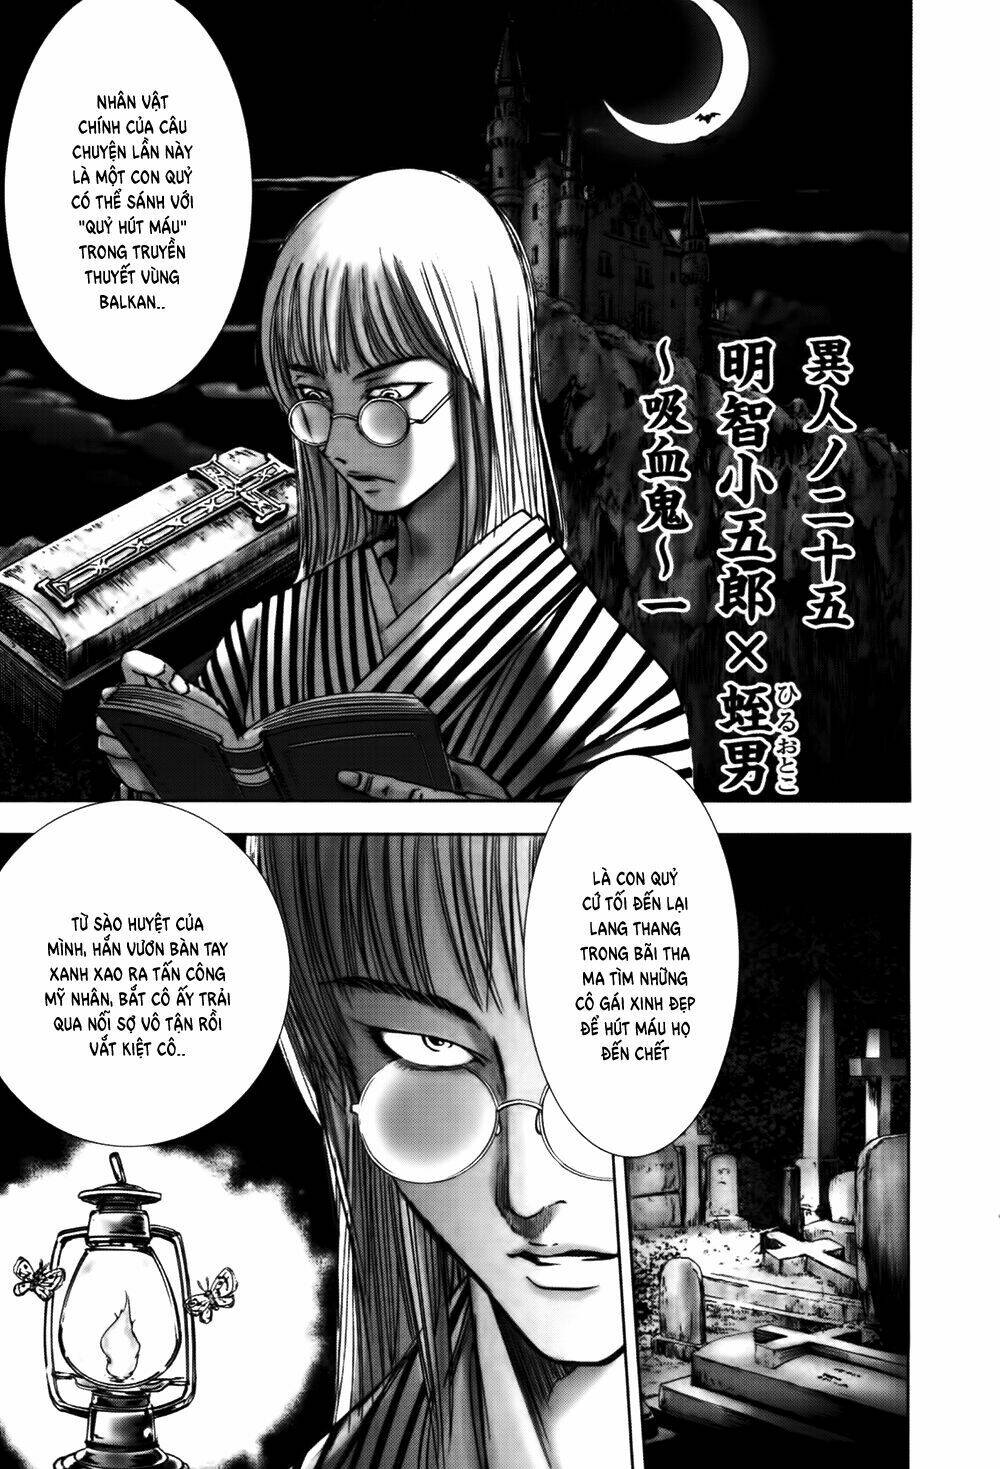 異人ノ二十五
明智小五郎×蛭男
ひるおとこ
〜吸血鬼〜 一
NHÂN VẬT
CHÍNH CỦA CÂU
CHUYỆN LẦN NÀY
LÀ MỘT CON QUỶ
CÓ THỂ SÁNH VỚI
"QUỶ HÚT MÁU"
TRONG TRUYỀN
THUYẾT VÙNG
BALKAN..
LÀ CON QUỶ
CỨ TỐI ĐẾN LẠI
LANG THANG
TRONG BÃI THA
MA TÌM NHỮNG
CÔ GÁI XINH ĐẸP
ĐỂ HÚT MÁU HỌ
ĐẾN CHẾT
TỪ SÀO HUYỆT CỦA
MÌNH, HẮN VƯƠN BÀN TAY
XANH XAO RA TẤN CÔNG
MỸ NHÂN, BẮT CÔ ẤY TRẢI
QUA NỖI SỢ VÔ TẬN RỒI
VẮT KIỆT CÔ..